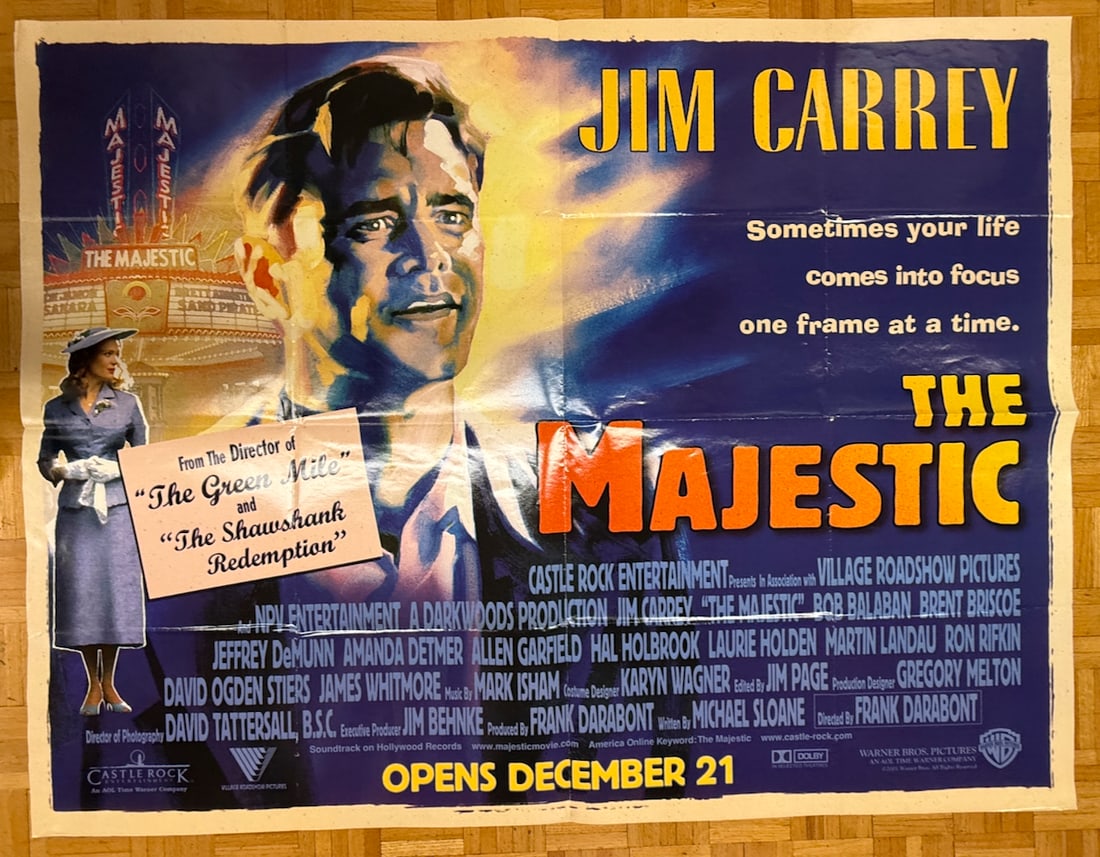 JIM CARREY
Sometimes your life
comes into focus
one frame at a time.
MAJESTIC
MAJESTIC
THE MAJESTIC
From The Director of
"The Green Mile"
and
"The Shawshank
Redemption"
THE
MAJESTIC
CASTLE ROCK ENTERTAINMENT Presents In Association with VILLAGE ROADSHOW PICTURES
And NPV ENTERTAINMENT A DARKWOODS PRODUCTION JIM CARREY "THE MAJESTIC" BOB BALABAN BRENT BRISCOE
JEFFREY DeMUNN AMANDA DETMER ALLEN GARFIELD HAL HOLBROOK LAURIE HOLDEN MARTIN LANDAU RON RIFKIN
DAVID OGDEN STIERS JAMES WHITMORE Music By MARK ISHAM Costume Designer KARYN WAGNER Edited By JIM PAGE Production Designer GREGORY MELTON
Director of Photography DAVID TATTERSALL, B.S.C. Executive Producer JIM BEHNKE Produced By FRANK DARABONT Written By MICHAEL SLOANE Directed By FRANK DARABONT
Soundtrack on Hollywood Records www.majesticmovie.com America Online Keyword: The Majestic www.castle-rock.com
CASTLE ROCK
ENTERTAINMENT
An AOL Time Warner Company
VILLAGE ROADSHOW PICTURES
OPENS DECEMBER 21
DOLBY
WARNER BROS. PICTURES
AN AOL TIME WARNER COMPANY
©2001 Warner Bros. All Rights Reserved
WB